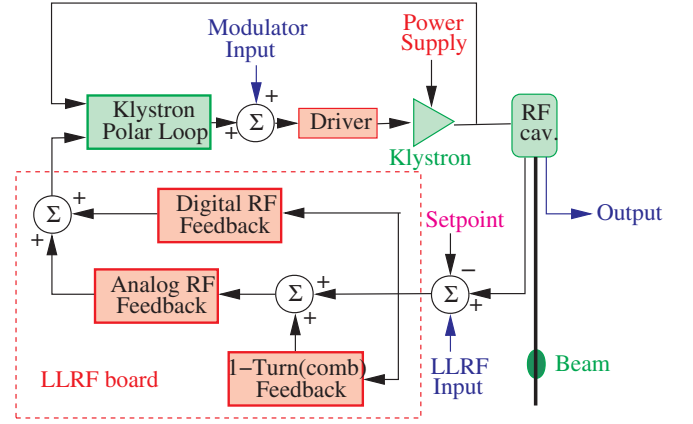 Modulator
Input
Power
Supply
Klystron
Polar Loop
+
+
Σ
Driver
Klystron
RF
cav.
Digital RF
Feedback
+
+
Σ
Setpoint
Output
Analog RF
Feedback
Σ
+
+
−
Σ
+
+
1−Turn(comb)
Feedback
LLRF
Input
Beam
LLRF board